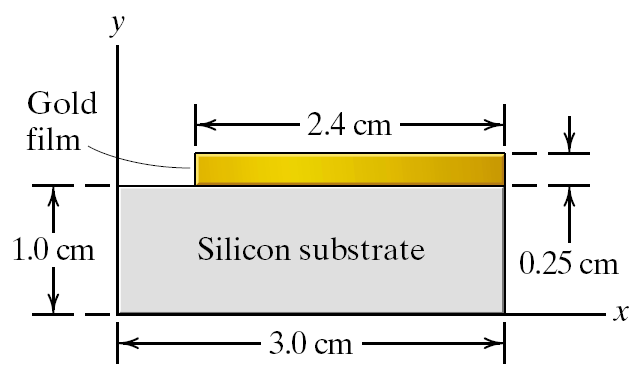 y
Gold
film
2.4 cm
1.0 cm
Silicon substrate
0.25 cm
x
3.0 cm